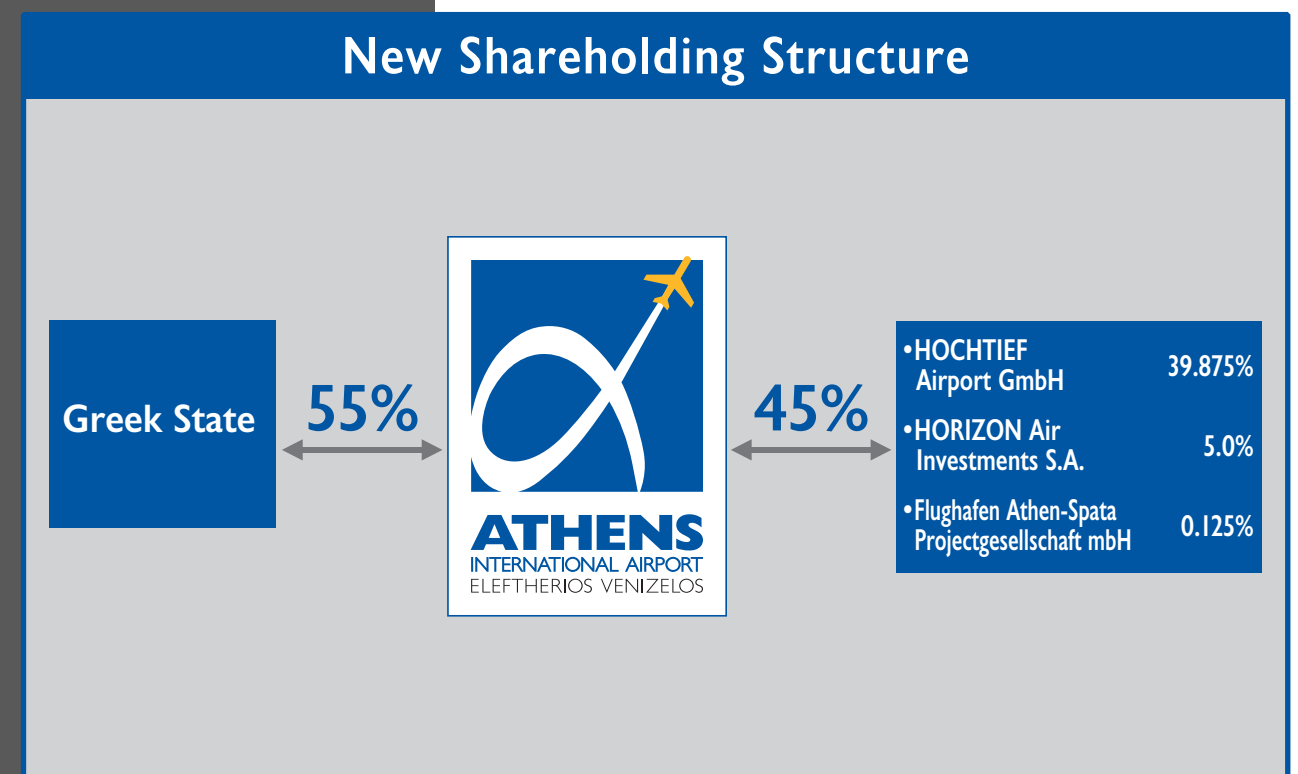 New Shareholding Structure
Greek State
55%
ATHENS
INTERNATIONAL AIRPORT
ELEFTHERIOS VENIZELOS
45%
•HOCHTIEF
Airport GmbH 39.875%
•HORIZON Air
Investments S.A. 5.0%
•Flughafen Athen-Spata
Projectgesellschaft mbH 0.125%